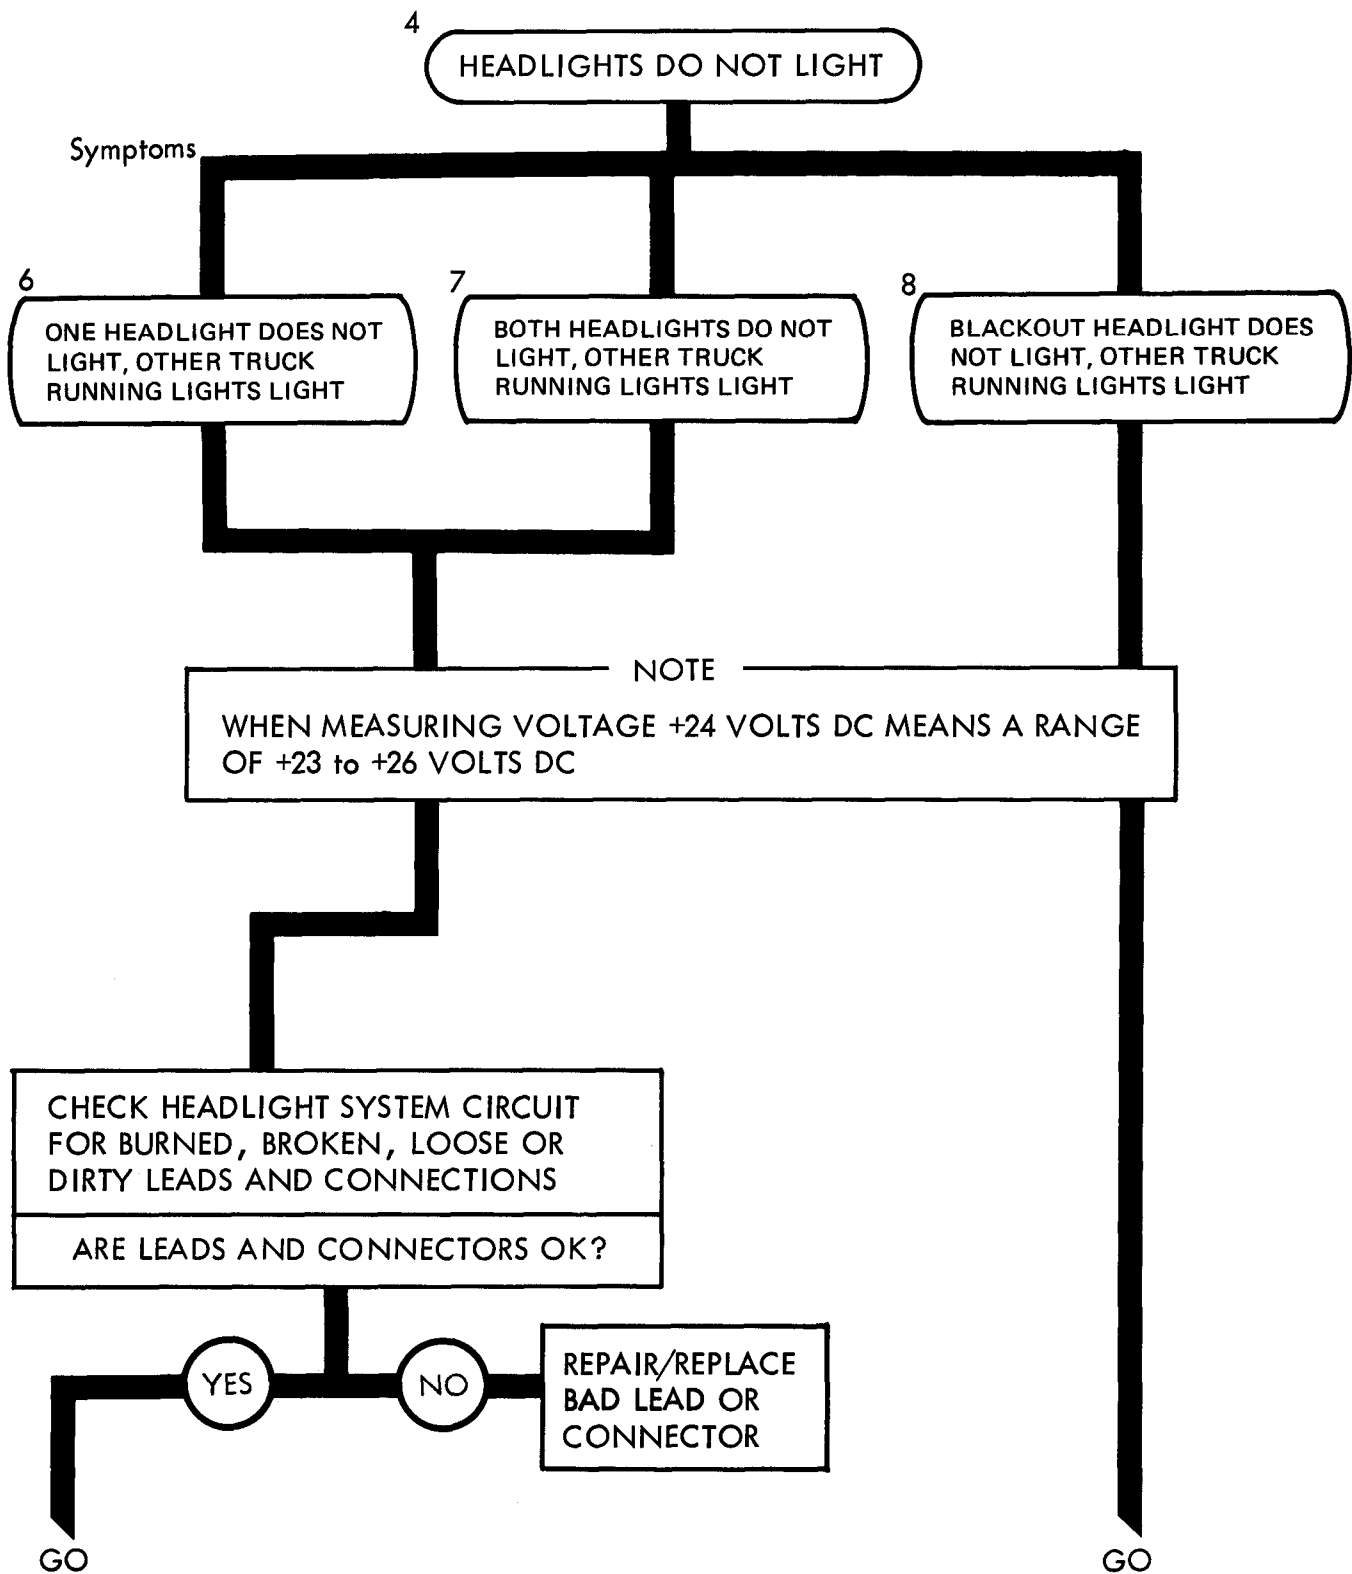 4
HEADLIGHTS DO NOT LIGHT
Symptoms
6
ONE HEADLIGHT DOES NOT
LIGHT, OTHER TRUCK
RUNNING LIGHTS LIGHT
7
BOTH HEADLIGHTS DO NOT
LIGHT, OTHER TRUCK
RUNNING LIGHTS LIGHT
8
BLACKOUT HEADLIGHT DOES
NOT LIGHT, OTHER TRUCK
RUNNING LIGHTS LIGHT
NOTE
WHEN MEASURING VOLTAGE +24 VOLTS DC MEANS A RANGE
OF +23 to +26 VOLTS DC
CHECK HEADLIGHT SYSTEM CIRCUIT
FOR BURNED, BROKEN, LOOSE OR
DIRTY LEADS AND CONNECTIONS
ARE LEADS AND CONNECTORS OK?
YES
NO
REPAIR/REPLACE
BAD LEAD OR
CONNECTOR
GO
GO